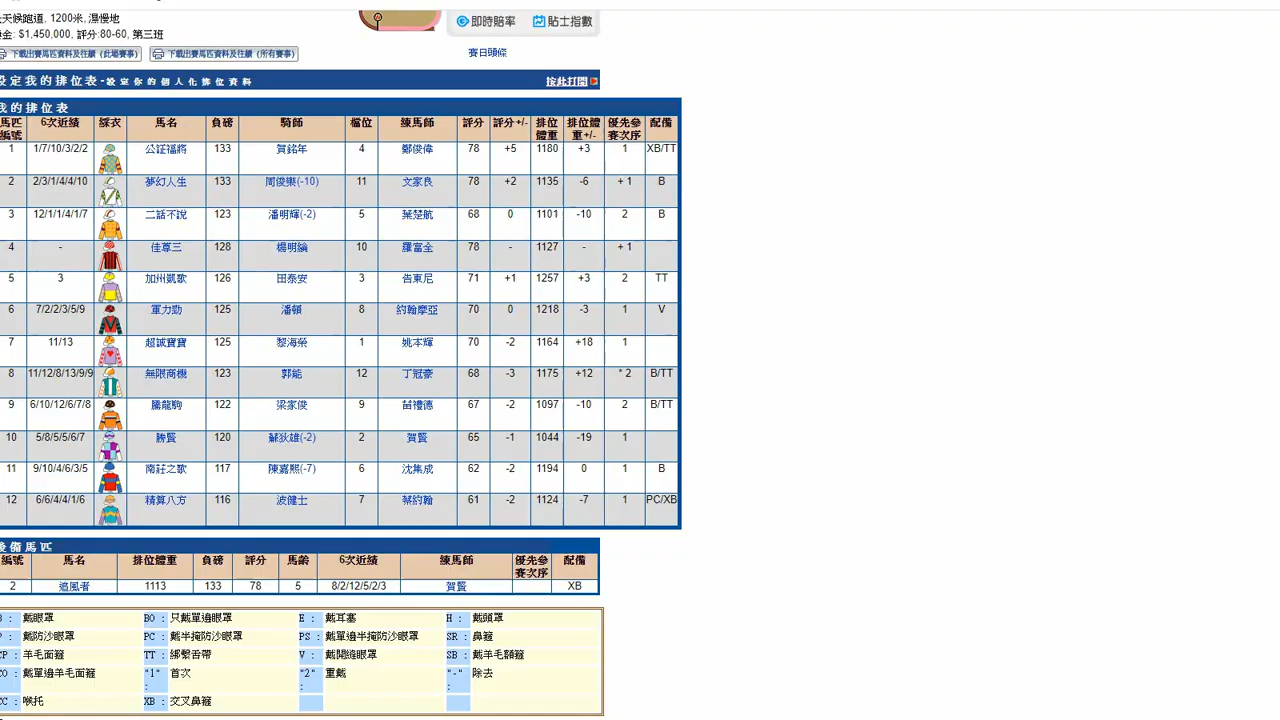 天候跑道, 1200米, 濕慢地
金: $1,450,000, 評分:80-60, 第三班
即時賠率 貼士指數
下載出賽馬匹資料及往績 (此場賽事) 下載出賽馬匹資料及往績 (所有賽事)
賽日頭條
設定我的排位表-設定你的個人化排位資料 按此打開
我的排位表
馬匹編號 6次近績 綵衣 馬名 負磅 騎師 檔位 練馬師 評分 評分+/- 排位體重 排位體重+/- 優先參賽次序 配備
1 1/7/10/3/2/2 公証福將 133 賀銘年 4 鄭俊偉 78 +5 1180 +3 1 XB/TT
2 2/3/1/4/4/10 夢幻人生 133 周俊樂(-10) 11 文家良 78 +2 1135 -6 + 1 B
3 12/1/1/4/1/7 二話不說 123 潘明輝(-2) 5 葉楚航 68 0 1101 -10 2 B
4 - 佳尊三 128 楊明綸 10 羅富全 78 - 1127 - + 1
5 3 加州凱歌 126 田泰安 3 告東尼 71 +1 1257 +3 2 TT
6 7/2/2/3/5/9 軍力勁 125 潘頓 8 約翰摩亞 70 0 1218 -3 1 V
7 11/13 超誠寶寶 125 黎海榮 1 姚本輝 70 -2 1164 +18 1
8 11/12/8/13/9/9 無限商機 123 郭能 12 丁冠豪 68 -3 1175 +12 * 2 B/TT
9 6/10/12/6/7/8 騰龍駒 122 梁家俊 9 苗禮德 67 -2 1097 -10 2 B/TT
10 5/8/5/5/6/7 勝賢 120 蘇狄雄(-2) 2 賀賢 65 -1 1044 -19 1
11 9/10/4/6/3/5 南莊之歌 117 陳嘉熙(-7) 6 沈集成 62 -2 1194 0 1 B
12 6/6/4/4/1/6 精算八方 116 波健士 7 蔡約翰 61 -2 1124 -7 1 PC/XB
後備馬匹
編號 馬名 排位體重 負磅 評分 馬齡 6次近績 練馬師 優先參賽次序 配備
2 追風者 1113 133 78 5 8/2/12/5/2/3 賀賢 XB
B : 戴眼罩 BO : 只戴單邊眼罩 E : 戴耳塞 H : 戴頭罩
P : 戴防沙眼罩 PC : 戴半掩防沙眼罩 PS : 戴單邊半掩防沙眼罩 SR : 鼻箍
CP : 羊毛面箍 TT : 綁繫舌帶 V : 戴開縫眼罩 SB : 戴羊毛額箍
CO : 戴單邊羊毛面箍 "1" : 首次 "2" : 重戴 "-" : 除去
CC : 喉托 XB : 交叉鼻箍